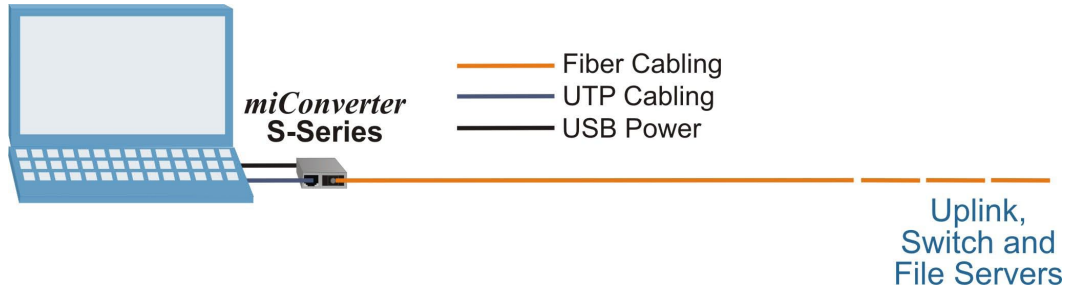 miConverter
S-Series
Fiber Cabling
UTP Cabling
USB Power
Uplink,
Switch and
File Servers